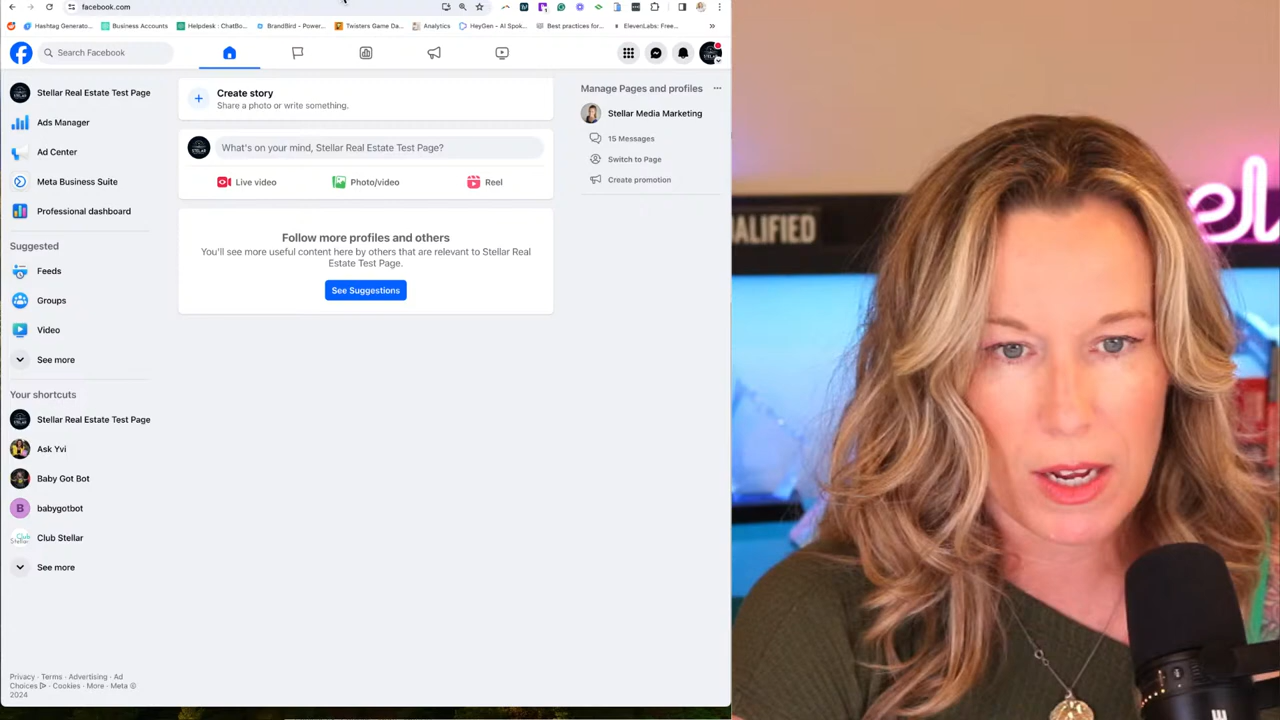 facebook.com
Hashtag Generato...
Business Accounts
Helpdesk : ChatBo...
BrandBird – Power...
Twisters Game Da...
Analytics
HeyGen - AI Spok...
Best practices for...
ElevenLabs: Free...
Search Facebook
Stellar Real Estate Test Page
Ads Manager
Ad Center
Meta Business Suite
Professional dashboard
Suggested
Feeds
Groups
Video
See more
Your shortcuts
Stellar Real Estate Test Page
Ask Yvi
Baby Got Bot
B babygotbot
Club Stellar
See more
Privacy · Terms · Advertising · Ad
Choices · Cookies · More · Meta ©
2024
Create story
Share a photo or write something.
What's on your mind, Stellar Real Estate Test Page?
Live video
Photo/video
Reel
Follow more profiles and others
You'll see more useful content here by others that are relevant to Stellar Real
Estate Test Page.
See Suggestions
Manage Pages and profiles
Stellar Media Marketing
15 Messages
Switch to Page
Create promotion
ALIFIED
el